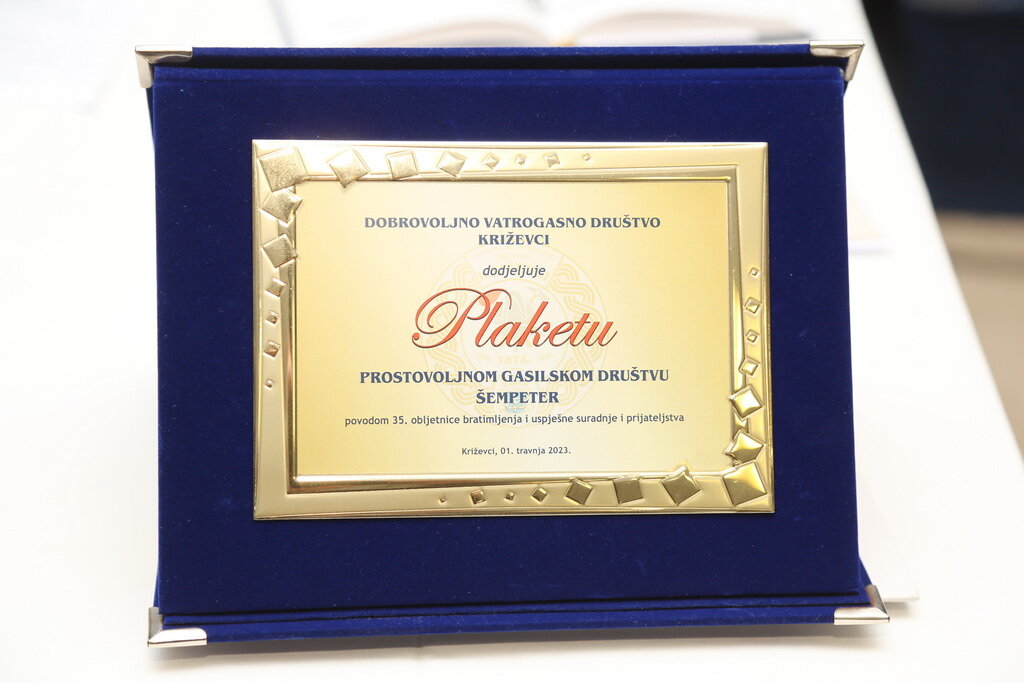 DOBROVOLJNO VATROGASNO DRUŠTVO
KRIŽEVCI
dodjeljuje
Plaketu
1874.
PROSTOVOLJNOM GASILSKOM DRUŠTVU
ŠEMPETER
povodom 35. obljetnice bratimljenja i uspješne suradnje i prijateljstva
Križevci, 01. travnja 2023.